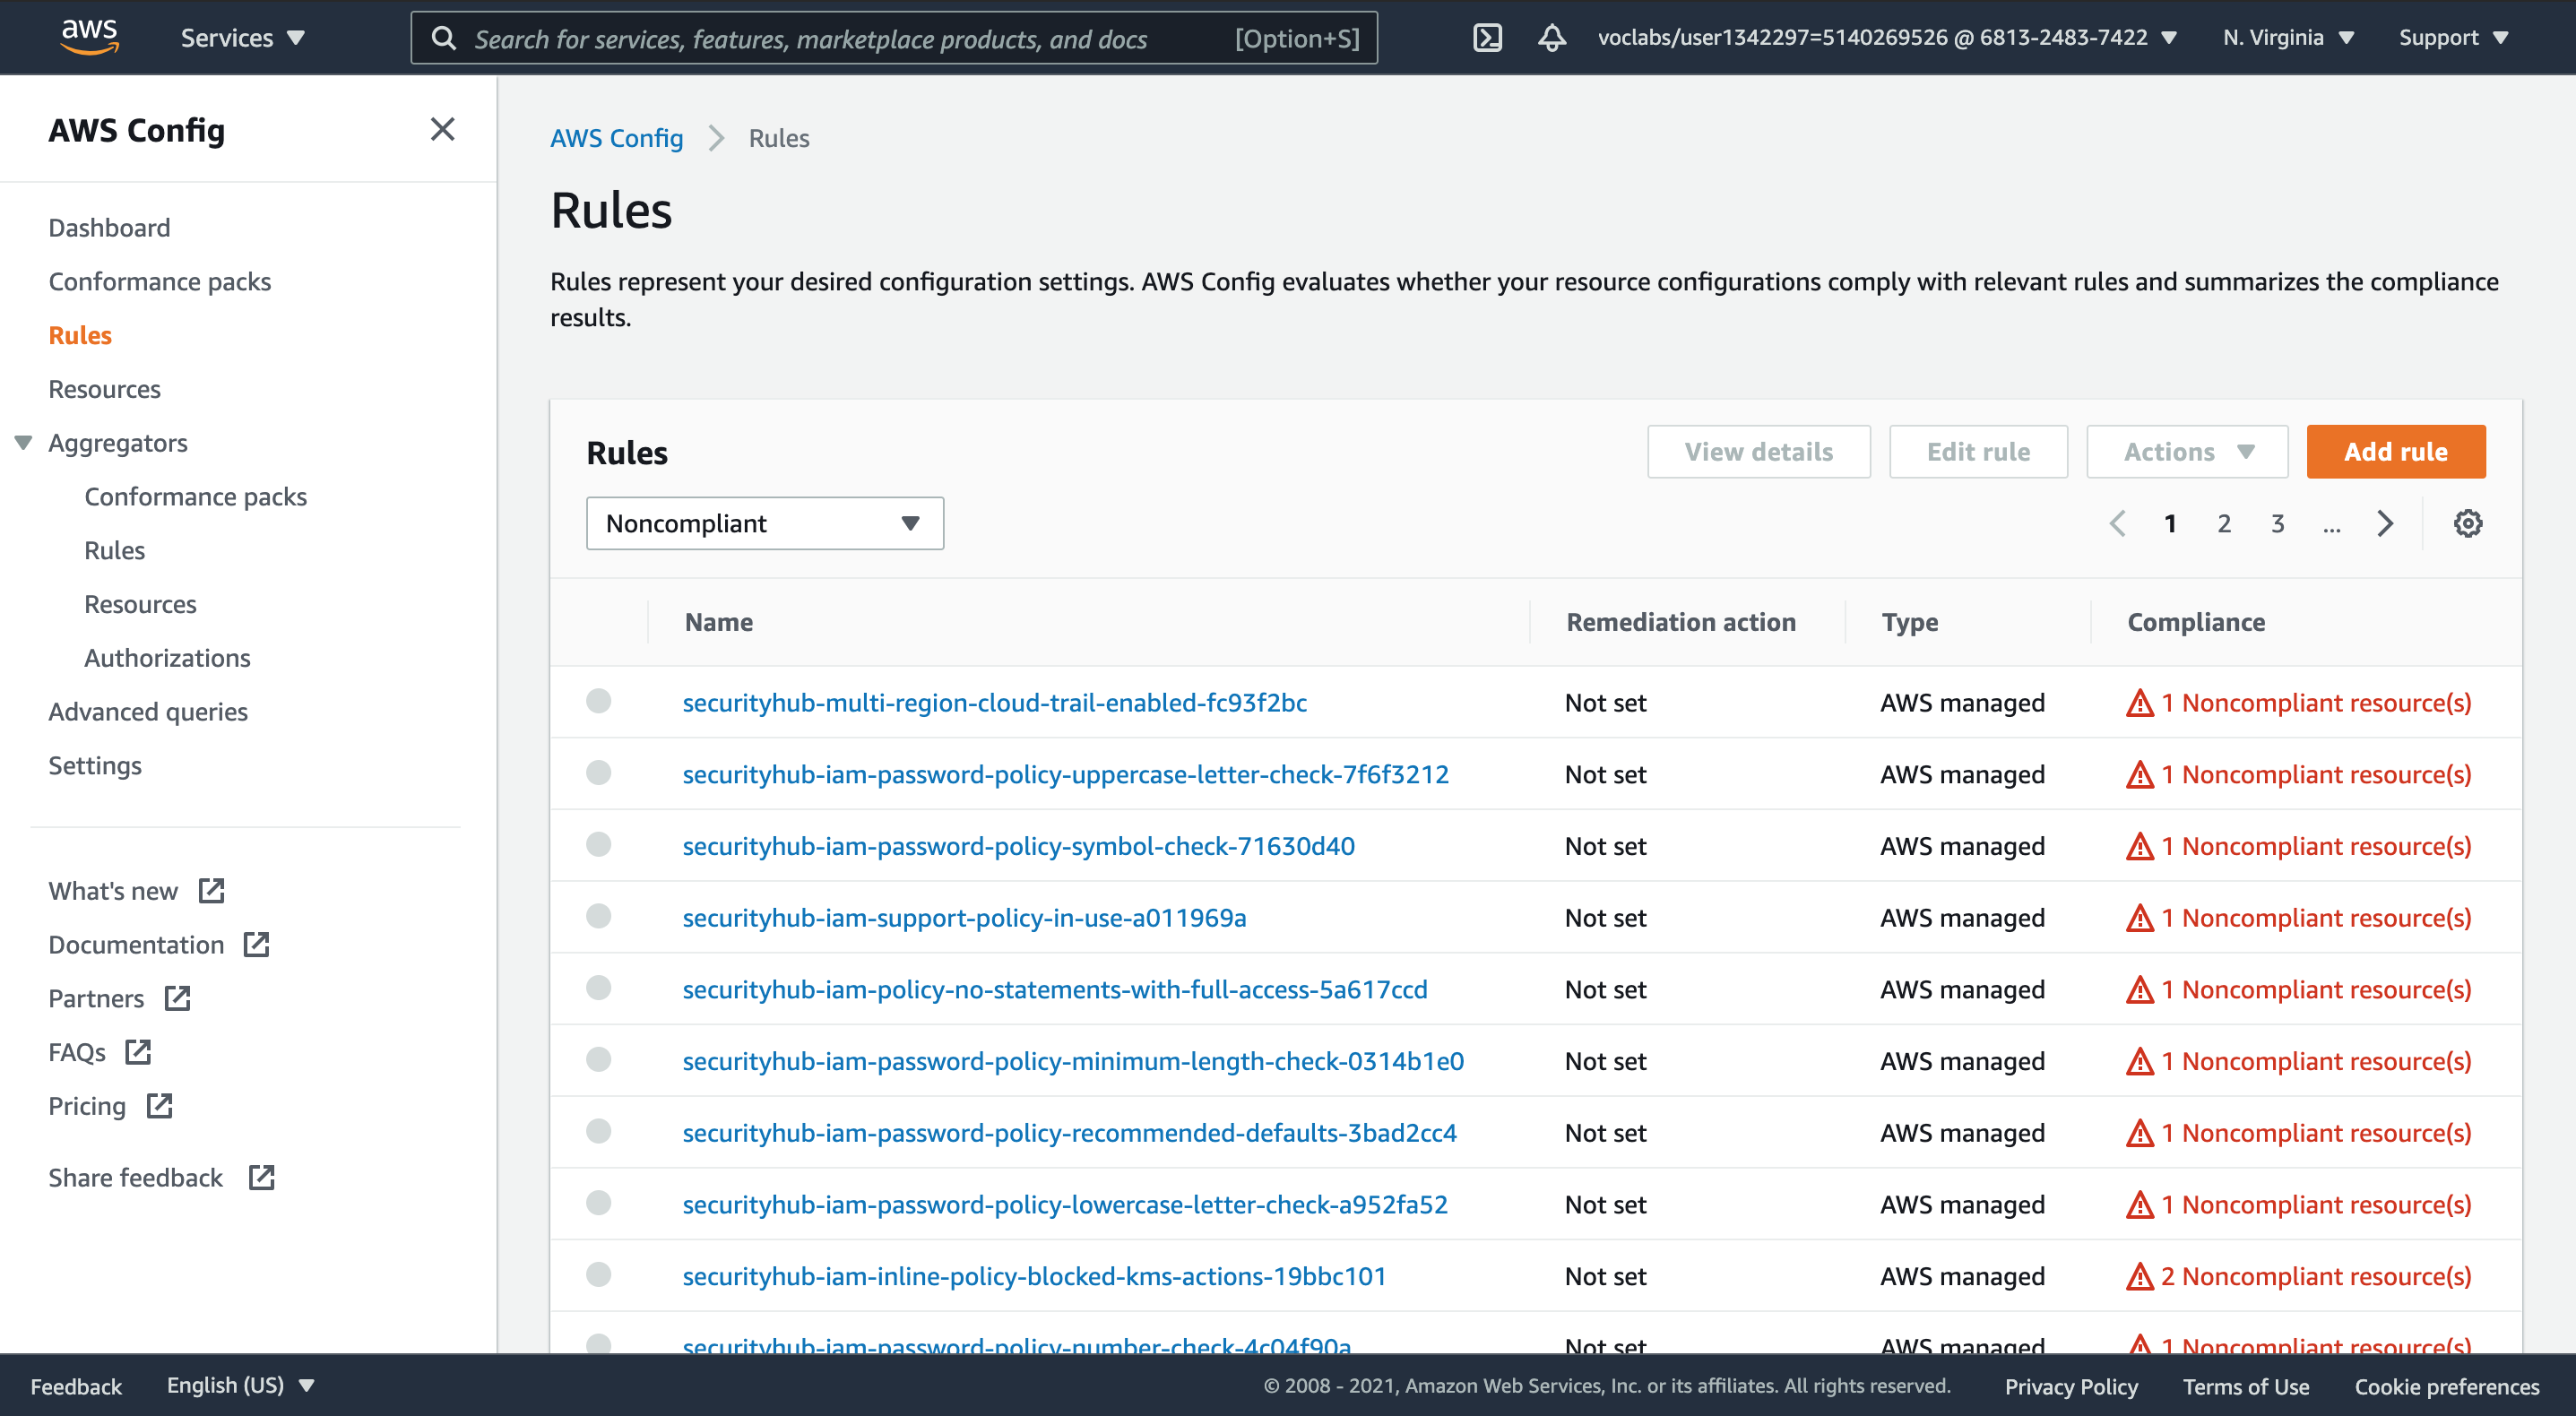 aws
Services
Search for services, features, marketplace products, and docs [Option+S]
voclabs/user1342297=5140269526 @ 6813-2483-7422
N. Virginia
Support
AWS Config
Dashboard
Conformance packs
Rules
Resources
Aggregators
Conformance packs
Rules
Resources
Authorizations
Advanced queries
Settings
What's new
Documentation
Partners
FAQs
Pricing
Share feedback
AWS Config Rules
Rules
Rules represent your desired configuration settings. AWS Config evaluates whether your resource configurations comply with relevant rules and summarizes the compliance
results.
Rules
View details Edit rule Actions Add rule
Noncompliant
1 2 3 ...
Name Remediation action Type Compliance
securityhub-multi-region-cloud-trail-enabled-fc93f2bc Not set AWS managed 1 Noncompliant resource(s)
securityhub-iam-password-policy-uppercase-letter-check-7f6f3212 Not set AWS managed 1 Noncompliant resource(s)
securityhub-iam-password-policy-symbol-check-71630d40 Not set AWS managed 1 Noncompliant resource(s)
securityhub-iam-support-policy-in-use-a011969a Not set AWS managed 1 Noncompliant resource(s)
securityhub-iam-policy-no-statements-with-full-access-5a617ccd Not set AWS managed 1 Noncompliant resource(s)
securityhub-iam-password-policy-minimum-length-check-0314b1e0 Not set AWS managed 1 Noncompliant resource(s)
securityhub-iam-password-policy-recommended-defaults-3bad2cc4 Not set AWS managed 1 Noncompliant resource(s)
securityhub-iam-password-policy-lowercase-letter-check-a952fa52 Not set AWS managed 1 Noncompliant resource(s)
securityhub-iam-inline-policy-blocked-kms-actions-19bbc101 Not set AWS managed 2 Noncompliant resource(s)
securityhub-iam-password-policy-number-check-4c04f90a Not set AWS managed 1 Noncompliant resource(s)
Feedback English (US) © 2008 - 2021, Amazon Web Services, Inc. or its affiliates. All rights reserved. Privacy Policy Terms of Use Cookie preferences